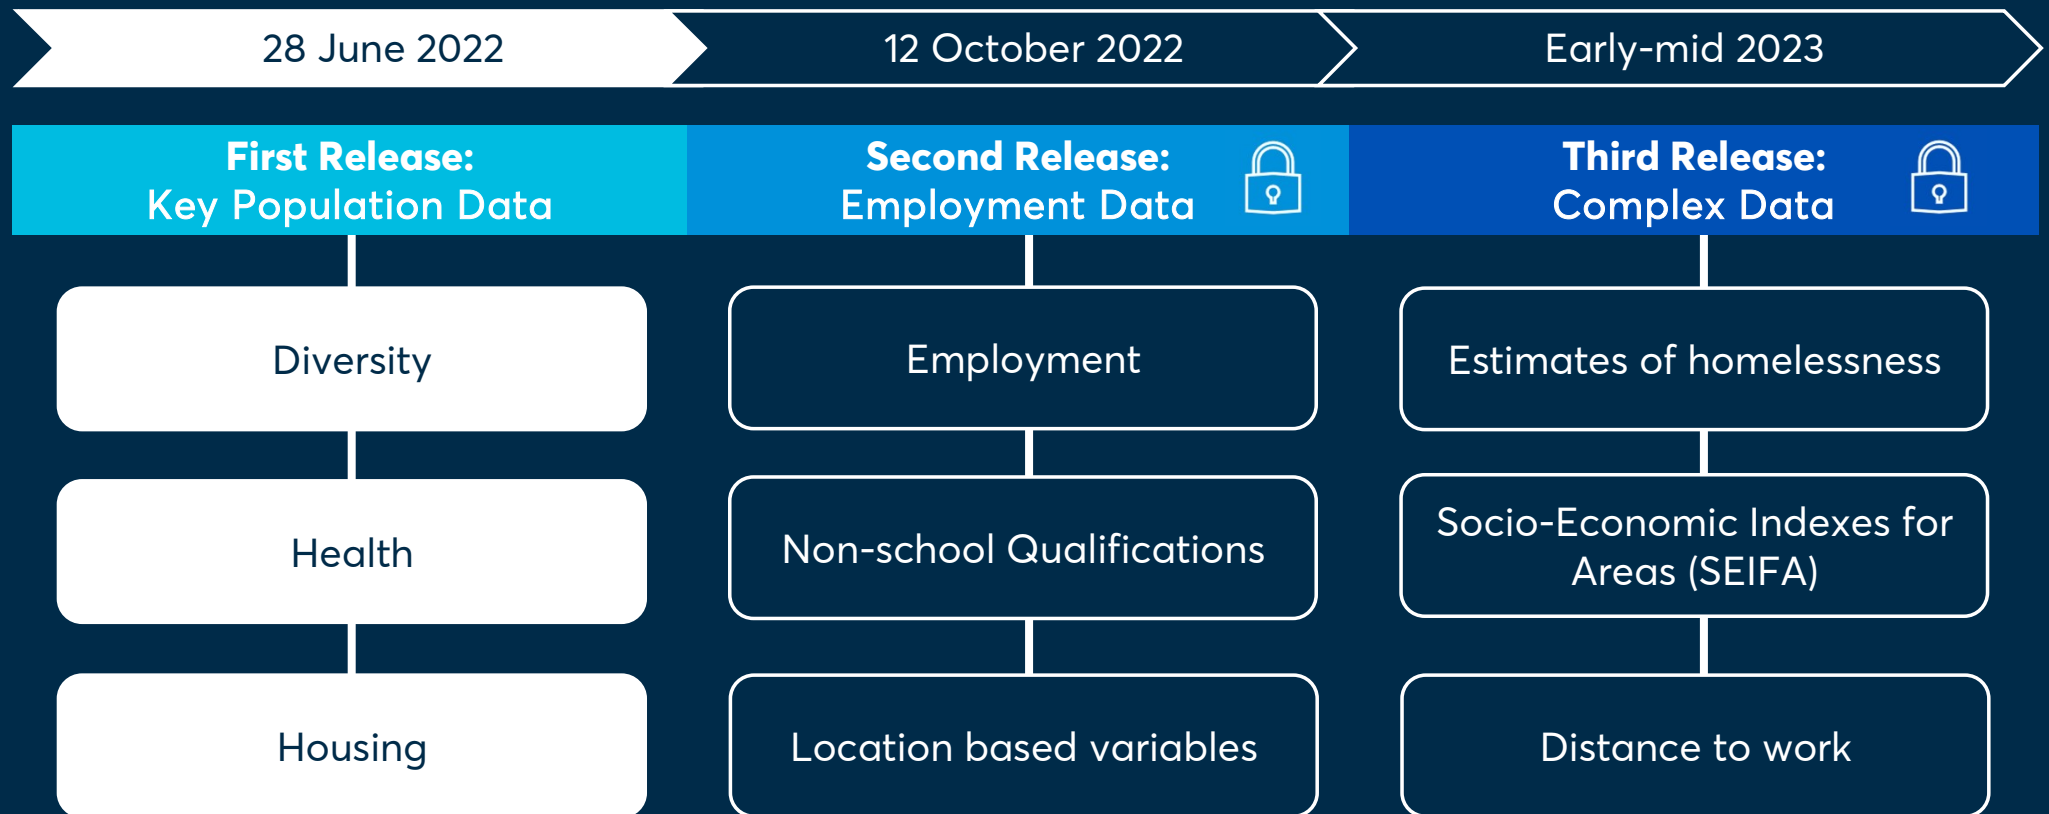 28 June 2022
12 October 2022
Early-mid 2023
First Release:
Key Population Data
Second Release:
Employment Data
Third Release:
Complex Data
Diversity
Employment
Estimates of homelessness
Health
Non-school Qualifications
Socio-Economic Indexes for
Areas (SEIFA)
Housing
Location based variables
Distance to work